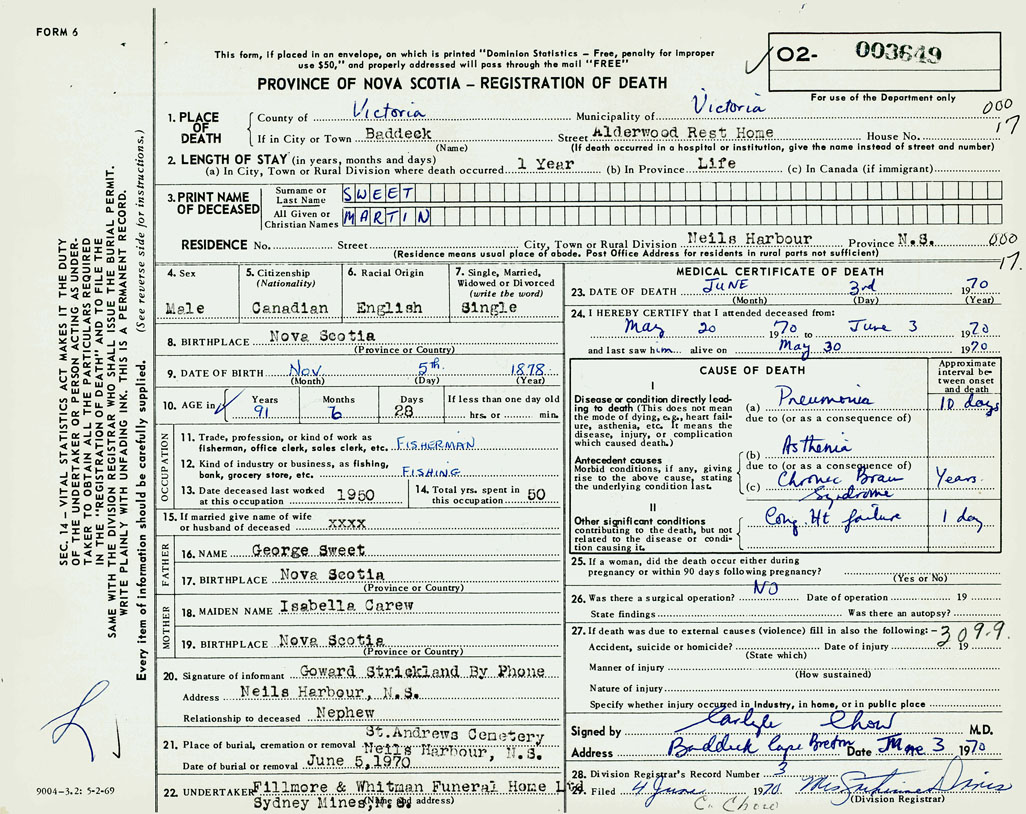 FORM 6
This form, if placed in an envelope, on which is printed "Dominion Statistics – Free, penalty for improper
use $50," and properly addressed will pass through the mail "FREE"
O2- 003649
For use of the Department only
PROVINCE OF NOVA SCOTIA – REGISTRATION OF DEATH
SEC. 14 – VITAL STATISTICS ACT MAKES IT THE DUTY
OF THE UNDERTAKER OR PERSON ACTING AS UNDER-
TAKER TO OBTAIN ALL THE PARTICULARS REQUIRED
IN THE "REGISTRATION OF DEATH" AND TO FILE THE
SAME WITH THE DIVISION REGISTRAR WHO SHALL ISSUE THE BURIAL PERMIT.
WRITE PLAINLY WITH UNFADING INK. THIS IS A PERMANENT RECORD.
Every item of information should be carefully supplied. (See reverse side for instructions.)
1. PLACE OF DEATH
County of Victoria Municipality of Victoria 000
If in City or Town Baddeck Street Alderwood Rest Home House No. 17
(Name) (If death occurred in a hospital or institution, give the name instead of street and number)
2. LENGTH OF STAY (in years, months and days)
(a) In City, Town or Rural Division where death occurred 1 Year (b) In Province Life (c) In Canada (if immigrant)
3. PRINT NAME OF DECEASED
Surname or Last Name SWEET
All Given or Christian Names MARTIN
RESIDENCE No. Street City, Town or Rural Division Neils Harbour Province N.S. 000
(Residence means usual place of abode. Post Office Address for residents in rural parts not sufficient) 17.
4. Sex
Male
5. Citizenship
(Nationality)
Canadian
6. Racial Origin
English
7. Single, Married,
Widowed or Divorced
(write the word)
Single
8. BIRTHPLACE Nova Scotia
(Province or Country)
9. DATE OF BIRTH Nov. 5th 1878
(Month) (Day) (Year)
10. AGE in Years Months Days If less than one day old
91 6 28 hrs. or min.
OCCUPATION
11. Trade, profession, or kind of work as
fisherman, office clerk, sales clerk, etc. FISHERMAN
12. Kind of industry or business, as fishing,
bank, grocery store, etc. FISHING
13. Date deceased last worked
at this occupation 1950
14. Total yrs. spent in
this occupation 50
15. If married give name of wife
or husband of deceased xxxx
FATHER
16. NAME George Sweet
17. BIRTHPLACE Nova Scotia
(Province or Country)
MOTHER
18. MAIDEN NAME Isabella Carew
19. BIRTHPLACE Nova Scotia
(Province or Country)
20. Signature of informant Goward Strickland By Phone
Address Neils Harbour, N.S.
Relationship to deceased Nephew
21. Place of burial, cremation or removal St.Andrews Cemetery
Neils Harbour, N.S.
Date of burial or removal June 5,1970
22. UNDERTAKER Fillmore & Whitman Funeral Home Ltd
Sydney Mines, N.S.
(Name and address)
9004-3.2: 5-2-69
MEDICAL CERTIFICATE OF DEATH
23. DATE OF DEATH JUNE 3rd 1970
(Month) (Day) (Year)
24. I HEREBY CERTIFY that I attended deceased from:
May 20 1970 to June 3 1970
and last saw him alive on May 30 1970
CAUSE OF DEATH
Approximate
interval be-
tween onset
and death
I
Disease or condition directly lead-
ing to death (This does not mean
the mode of dying, e.g., heart fail-
ure, asthenia, etc. It means the
disease, injury, or complication
which caused death.)
(a) Pneumonia 10 days
due to (or as a consequence of)
Antecedent causes
Morbid conditions, if any, giving
rise to the above cause, stating
the underlying condition last.
(b) Asthenia
due to (or as a consequence of)
(c) Chronic Brain Syndrome Years.
II
Other significant conditions
contributing to the death, but not
related to the disease or condi-
tion causing it.
Cong. Ht failure 1 day
25. If a woman, did the death occur either during
pregnancy or within 90 days following pregnancy?
(Yes or No)
26. Was there a surgical operation? NO Date of operation 19
State findings Was there an autopsy?
27. If death was due to external causes (violence) fill in also the following: – 309.9.
Accident, suicide or homicide? Date of injury 19
(State which)
Manner of injury
(How sustained)
Nature of injury
Specify whether injury occurred in industry, in home, or in public place
Signed by Carlyle Chow M.D.
Address Baddeck Cape Breton Date June 3 1970
28. Division Registrar's Record Number 3
29. Filed 4 June 1970
(Division Registrar)
C. Chow